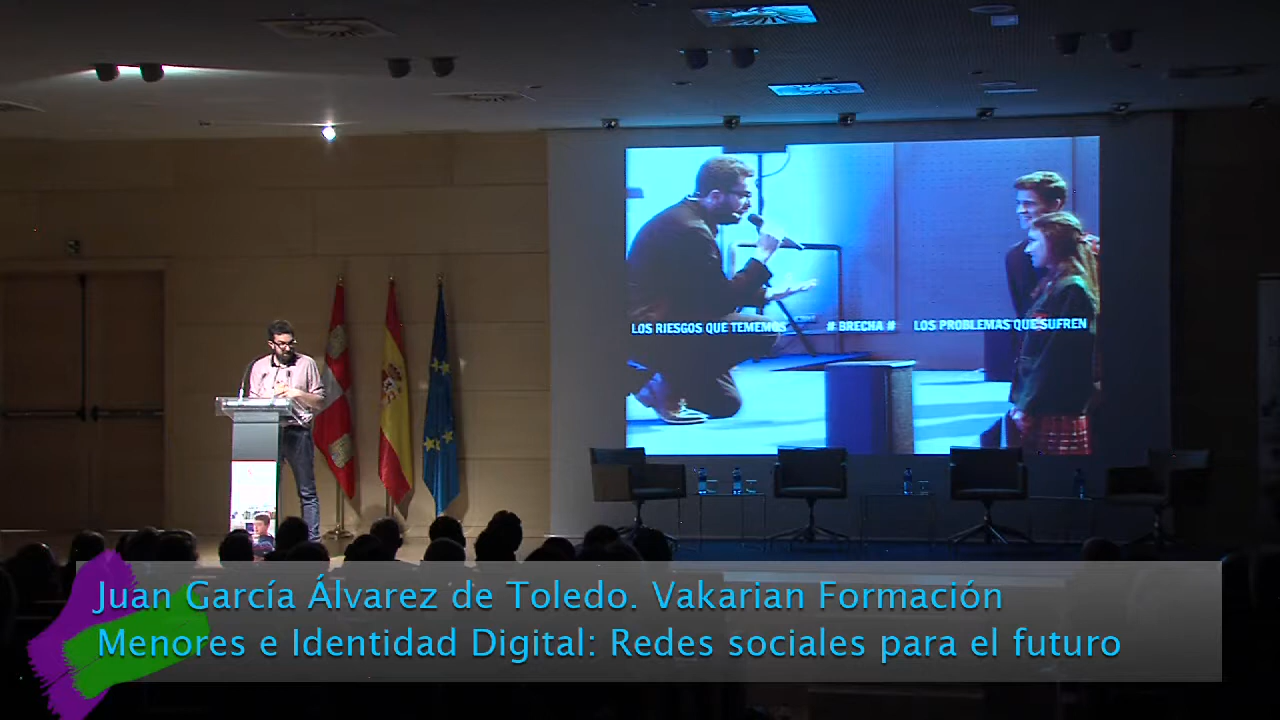 LOS RIESGOS QUE TEMEMOS # BRECHA # LOS PROBLEMAS QUE SUFREN
Juan García Álvarez de Toledo. Vakarian Formación
Menores e Identidad Digital: Redes sociales para el futuro